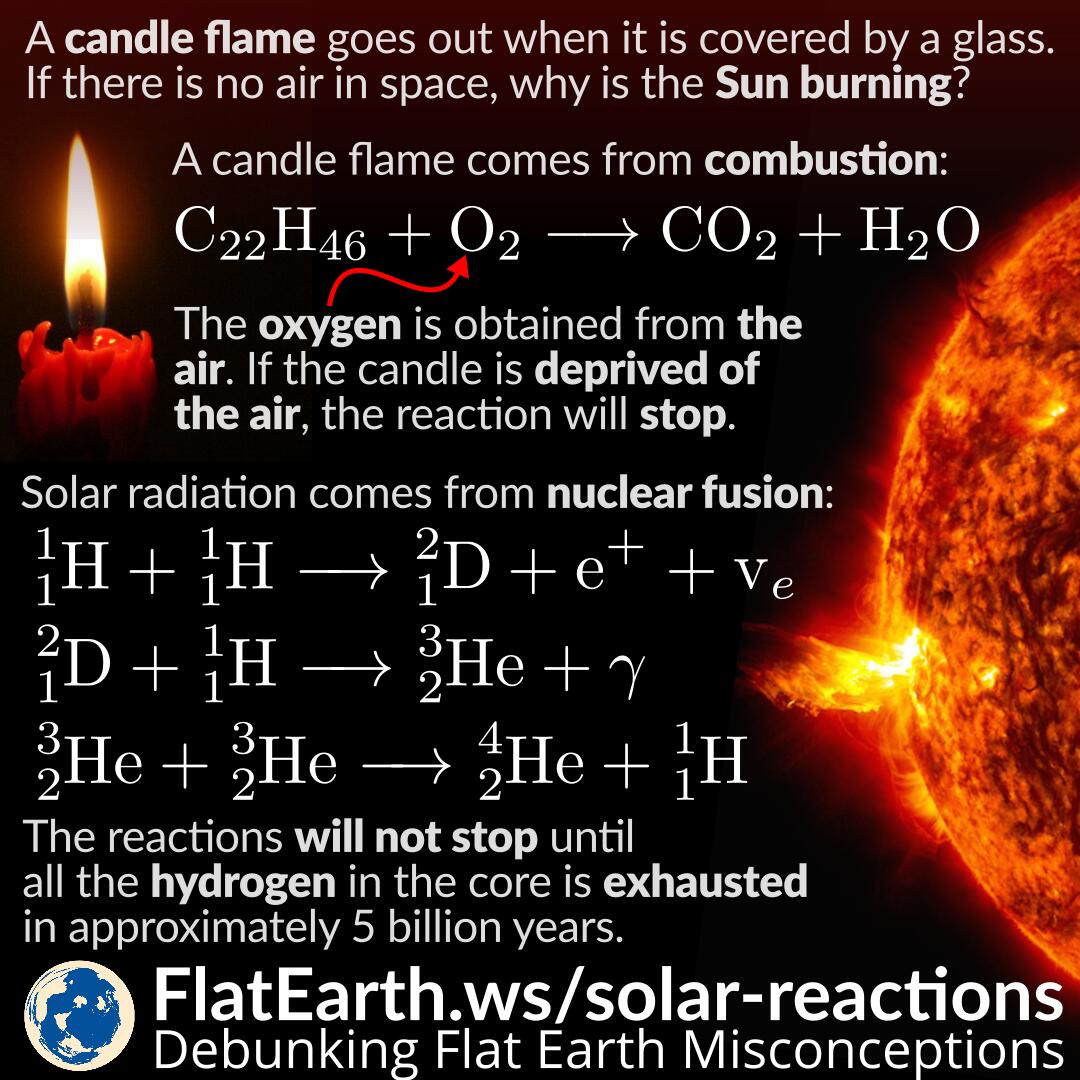 A candle flame goes out when it is covered by a glass.
If there is no air in space, why is the Sun burning?
A candle flame comes from combustion:
C₂₂H₄₆ + O₂ ⟶ CO₂ + H₂O
The oxygen is obtained from the
air. If the candle is deprived of
the air, the reaction will stop.
Solar radiation comes from nuclear fusion:
¹₁H + ¹₁H ⟶ ²₁D + e⁺ + vₑ
²₁D + ¹₁H ⟶ ³₂He + γ
³₂He + ³₂He ⟶ ⁴₂He + ¹₁H
The reactions will not stop until
all the hydrogen in the core is exhausted
in approximately 5 billion years.
FlatEarth.ws/solar-reactions
Debunking Flat Earth Misconceptions